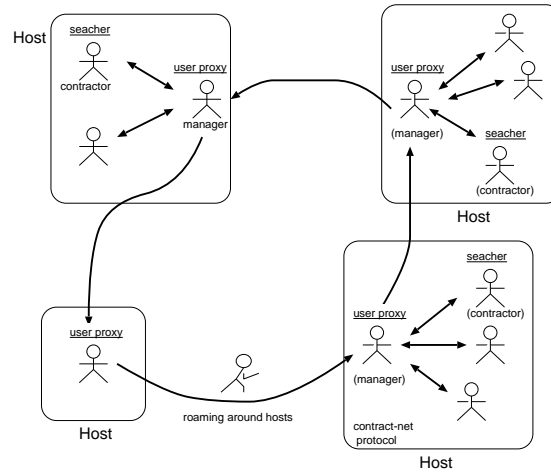 Host
seacher
contractor
user proxy
manager
user proxy
(manager)
seacher
(contractor)
Host
user proxy
Host
roaming around hosts
seacher
(contractor)
user proxy
(manager)
contract-net
protocol
Host